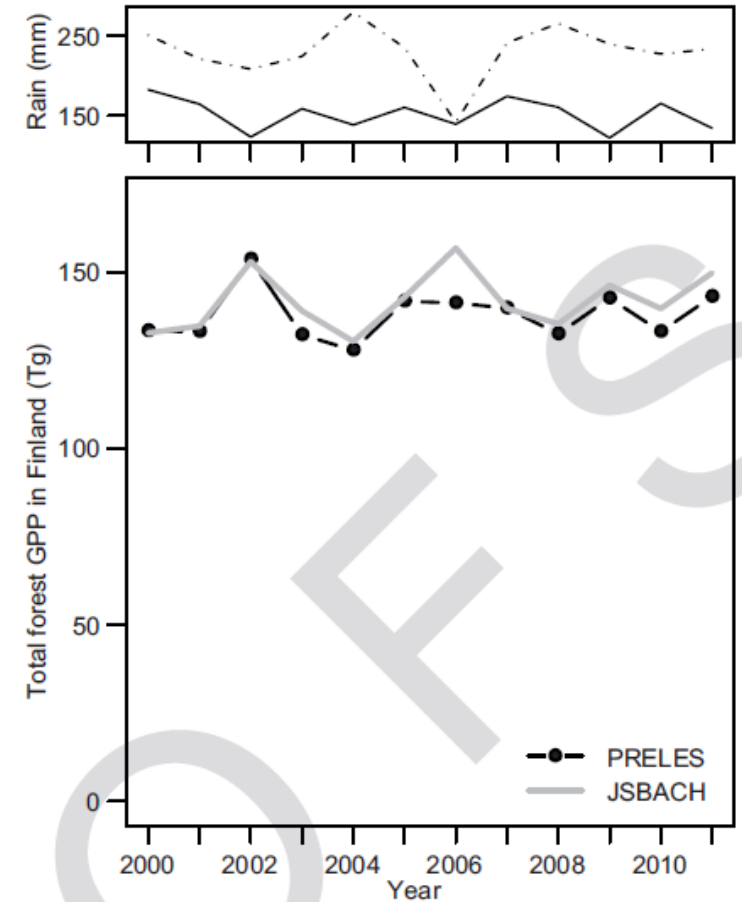 Rain (mm)
250
150
Total forest GPP in Finland (Tg)
150
100
50
0
PRELES
JSBACH
2000 2002 2004 2006 2008 2010
Year
O F S